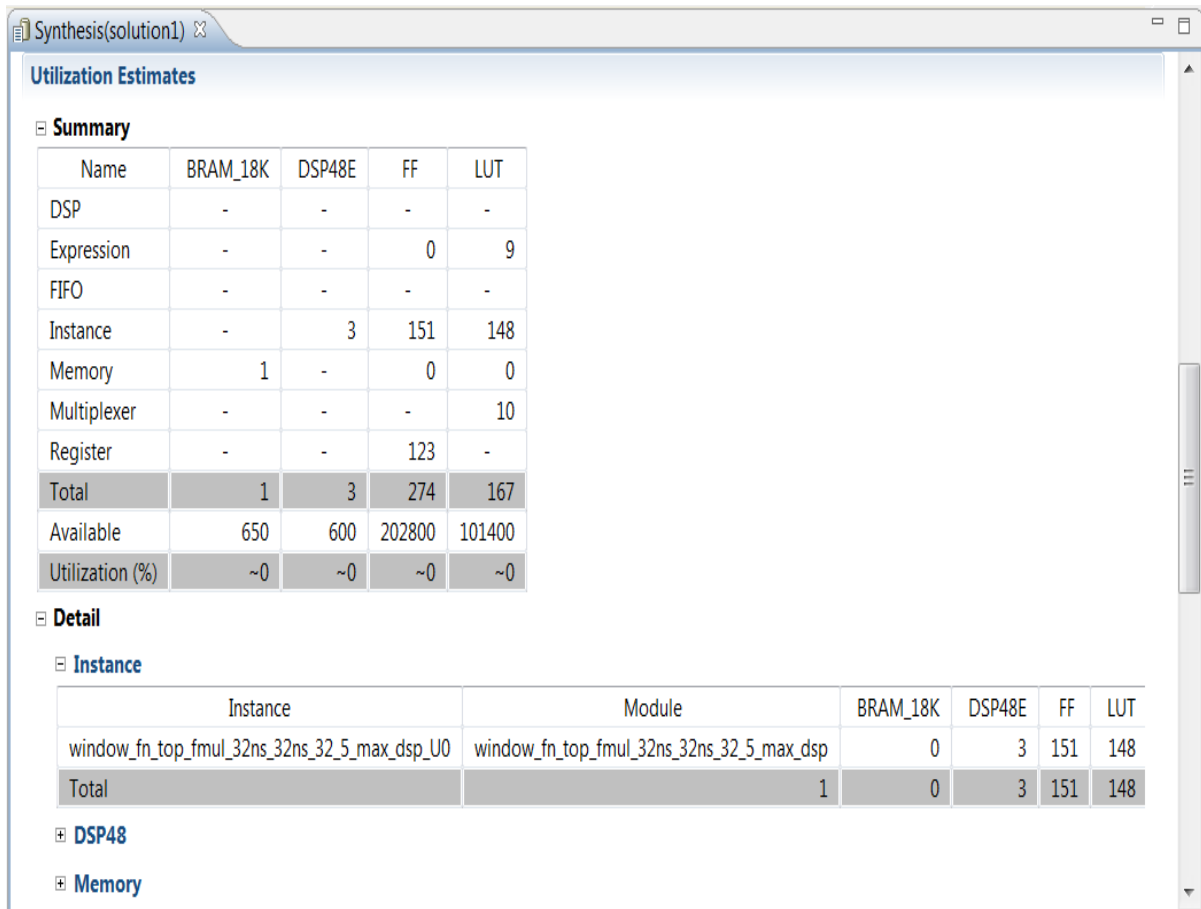 Synthesis(solution1)
Utilization Estimates
Summary
Name BRAM_18K DSP48E FF LUT
DSP - - - -
Expression - - 0 9
FIFO - - - -
Instance - 3 151 148
Memory 1 - 0 0
Multiplexer - - - 10
Register - - 123 -
Total 1 3 274 167
Available 650 600 202800 101400
Utilization (%) ~0 ~0 ~0 ~0
Detail
Instance
Instance Module BRAM_18K DSP48E FF LUT
window_fn_top_fmul_32ns_32ns_32_5_max_dsp_U0 window_fn_top_fmul_32ns_32ns_32_5_max_dsp 0 3 151 148
Total 1 0 3 151 148
DSP48
Memory